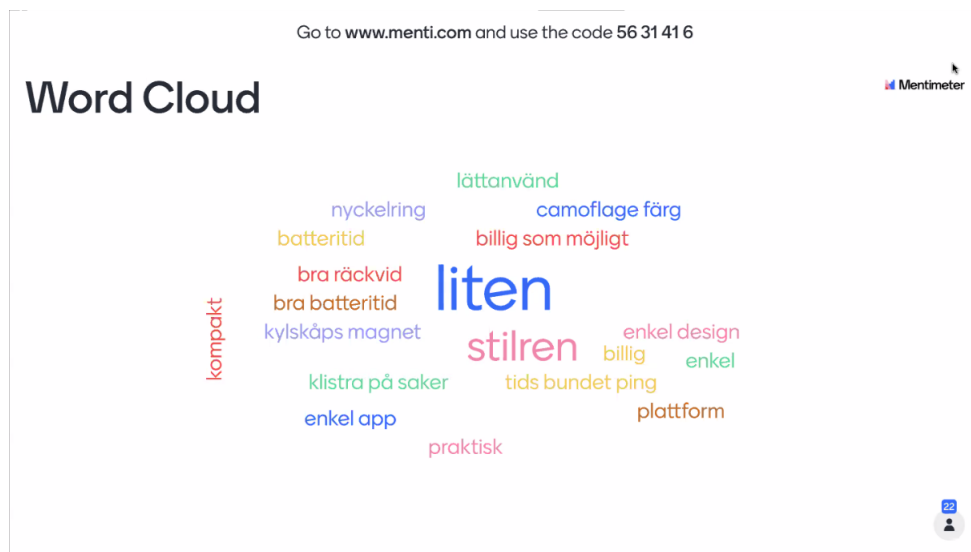 Go to www.menti.com and use the code 56 31 41 6
Word Cloud
Mentimeter
lättanvänd
nyckelring
camoflage färg
batteritid
billig som möjligt
bra räckvid
liten
bra batteritid
kompakt
kylskåps magnet
stilren
enkel design
billig
enkel
klistra på saker
tids bundet ping
enkel app
plattform
praktisk
22